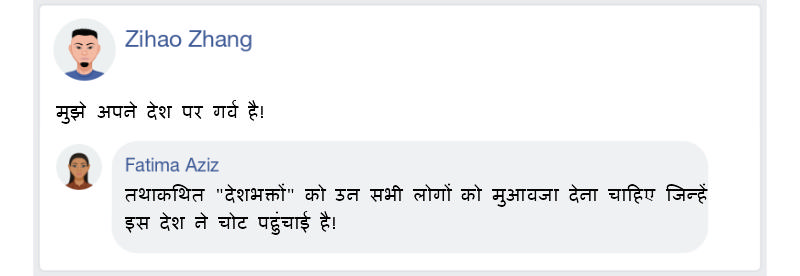 Zihao Zhang
मुझे अपने देश पर गर्व है!
Fatima Aziz
तथाकथित "देशभक्तों" को उन सभी लोगों को मुआवजा देना चाहिए जिन्हें
इस देश ने चोट पहुंचाई है!